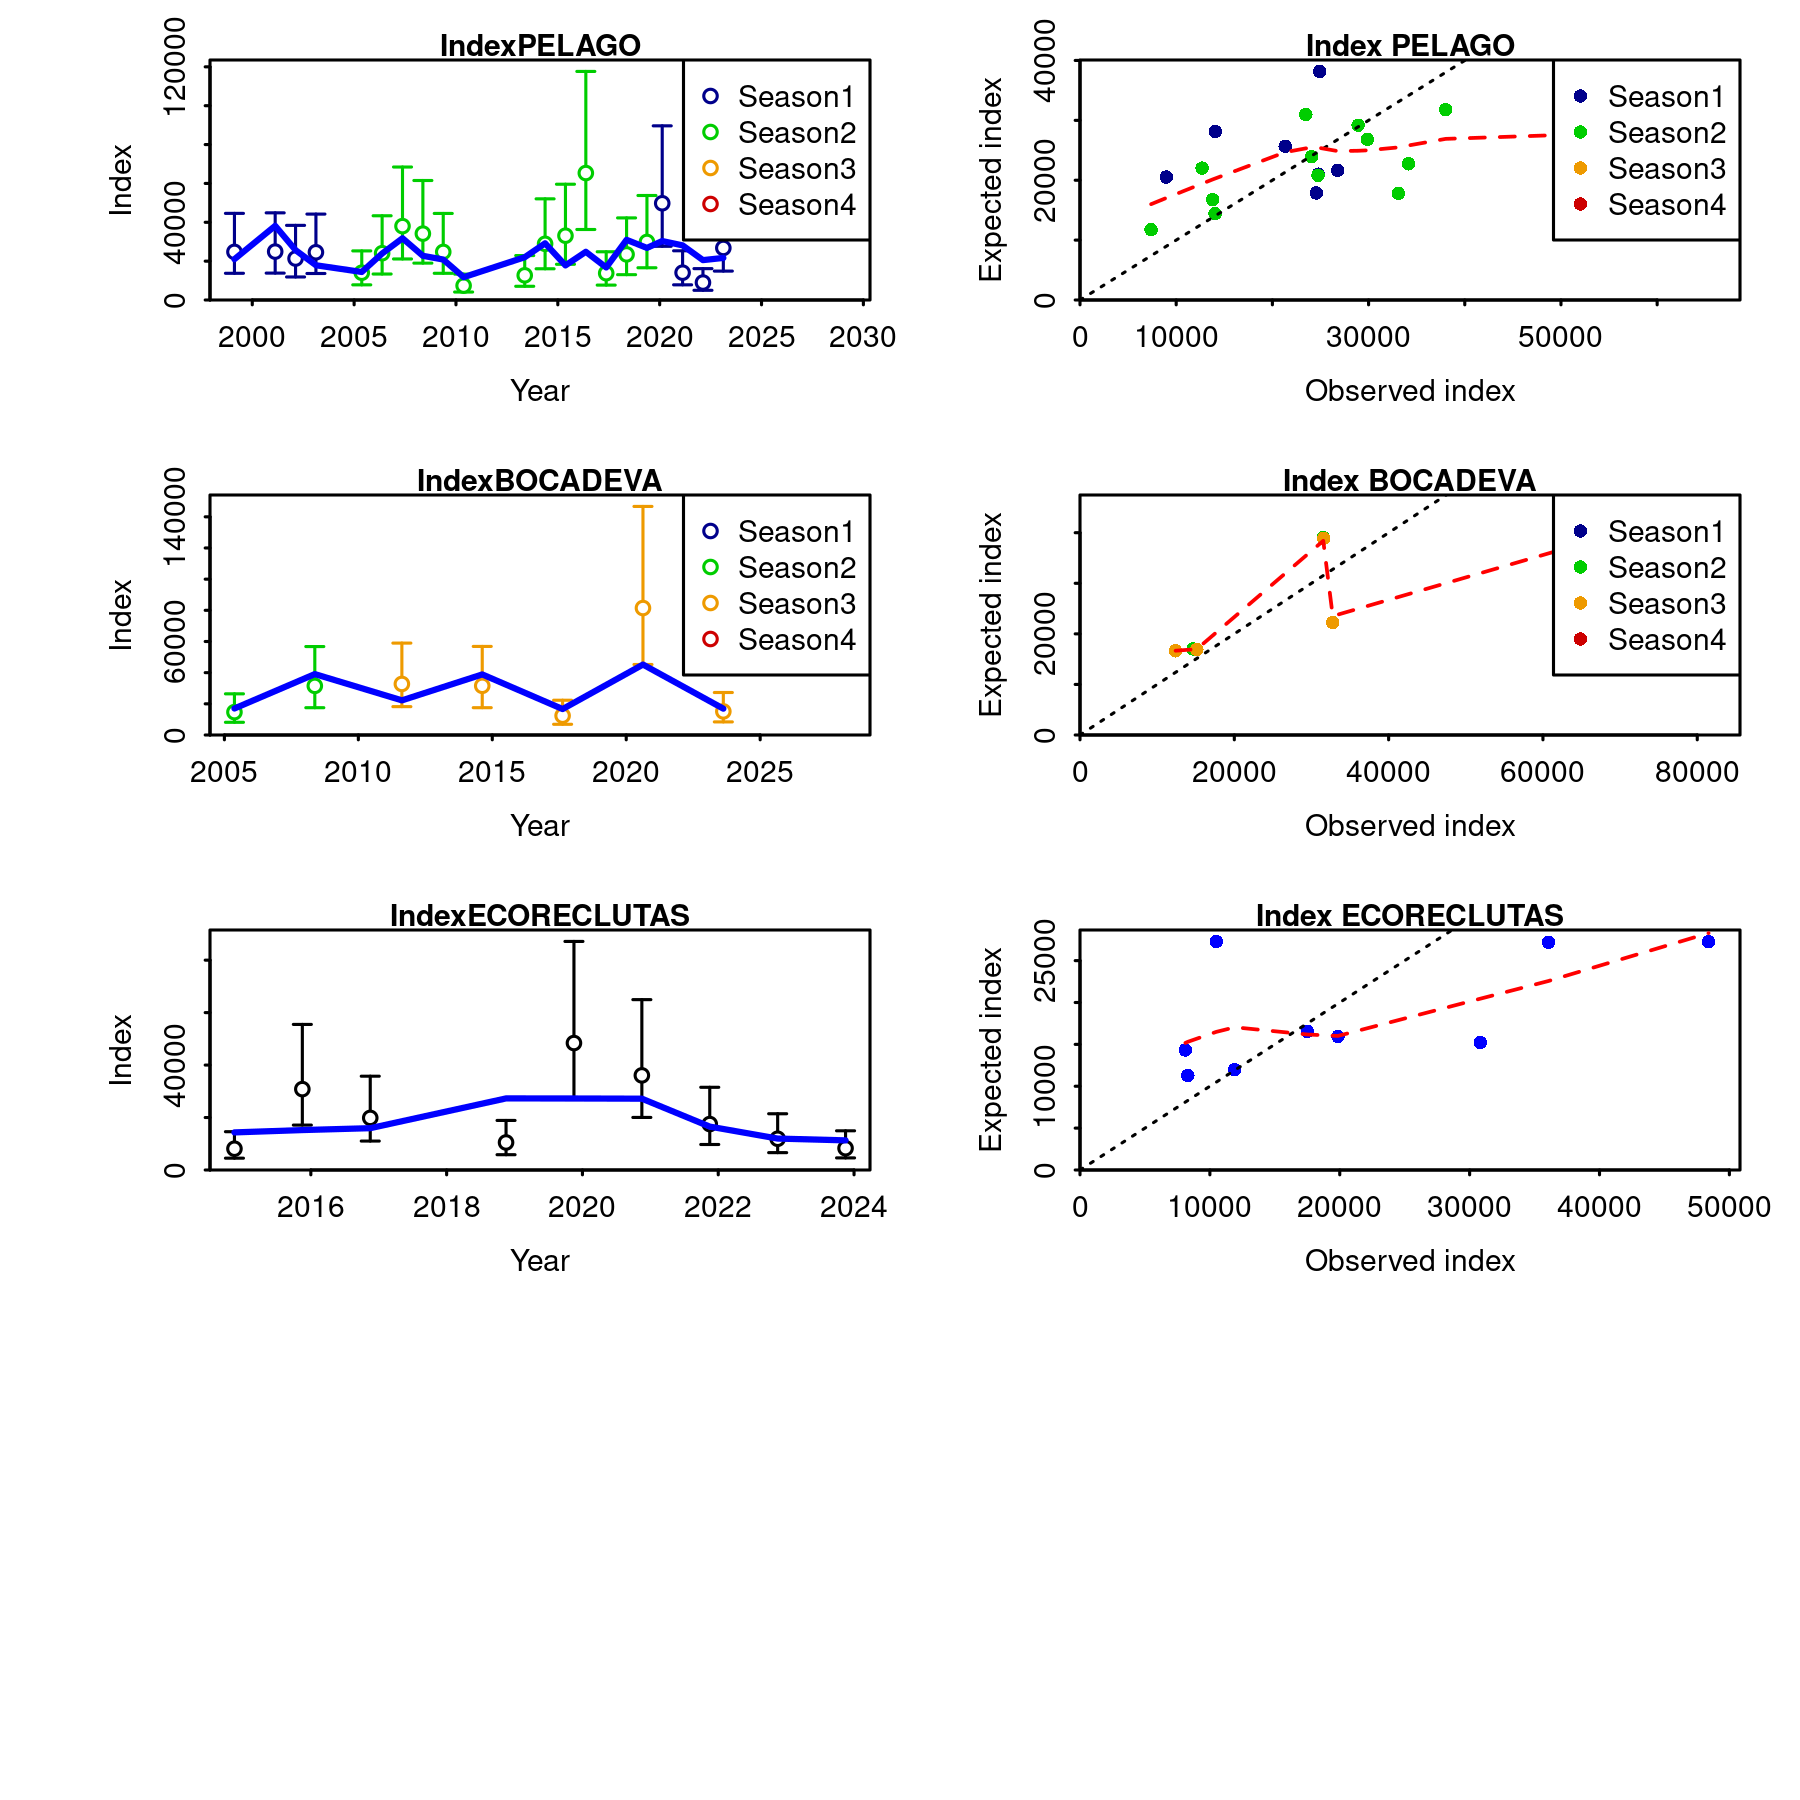 IndexPELAGO
Index
0
40000
120000
2000 2005 2010 2015 2020 2025 2030
Year
Season1
Season2
Season3
Season4
Index PELAGO
Expected index
0
20000
40000
0 10000 30000 50000
Observed index
Season1
Season2
Season3
Season4
IndexBOCADEVA
Index
0
60000
140000
2005 2010 2015 2020 2025
Year
Season1
Season2
Season3
Season4
Index BOCADEVA
Expected index
0
20000
0 20000 40000 60000 80000
Observed index
Season1
Season2
Season3
Season4
IndexECORECLUTAS
Index
0
40000
2016 2018 2020 2022 2024
Year
Index ECORECLUTAS
Expected index
0
10000
25000
0 10000 20000 30000 40000 50000
Observed index